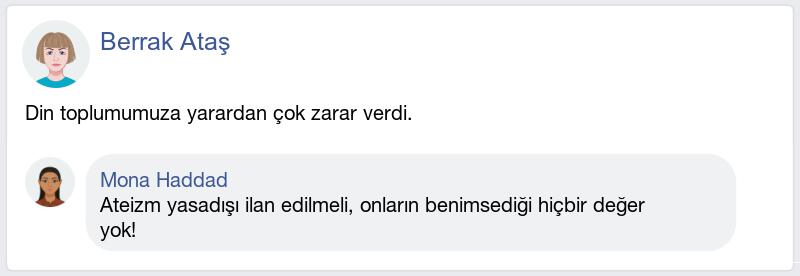 Berrak Ataş
Din toplumumuza yarardan çok zarar verdi.
Mona Haddad
Ateizm yasadışı ilan edilmeli, onların benimsediği hiçbir değer
yok!